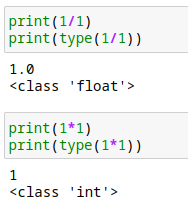 print(1/1)
print(type(1/1))
1.0
<class 'float'>
print(1*1)
print(type(1*1))
1
<class 'int'>